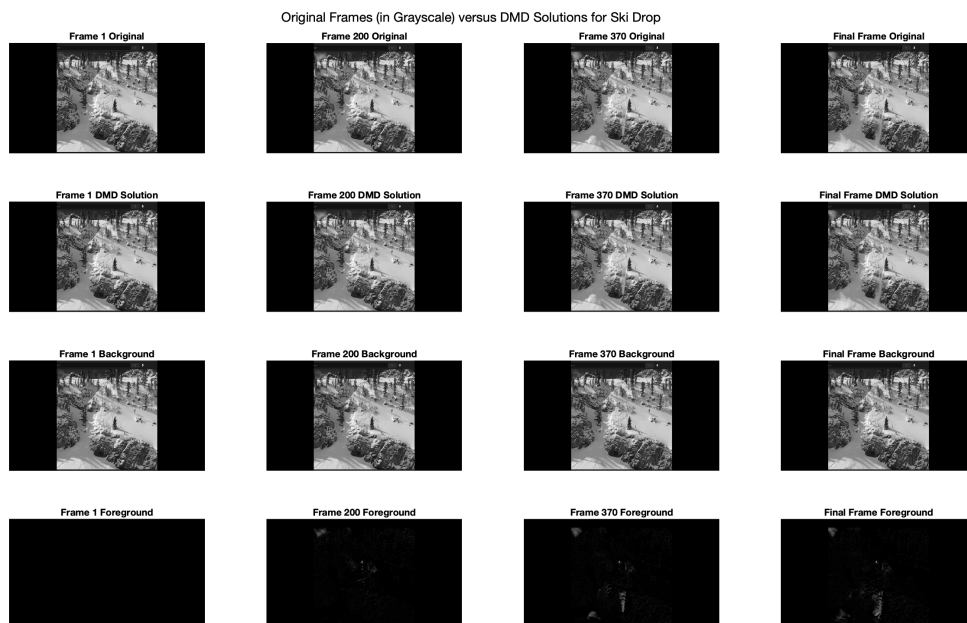 Original Frames (in Grayscale) versus DMD Solutions for Ski Drop
Frame 1 Original
Frame 200 Original
Frame 370 Original
Final Frame Original
Frame 1 DMD Solution
Frame 200 DMD Solution
Frame 370 DMD Solution
Final Frame DMD Solution
Frame 1 Background
Frame 200 Background
Frame 370 Background
Final Frame Background
Frame 1 Foreground
Frame 200 Foreground
Frame 370 Foreground
Final Frame Foreground